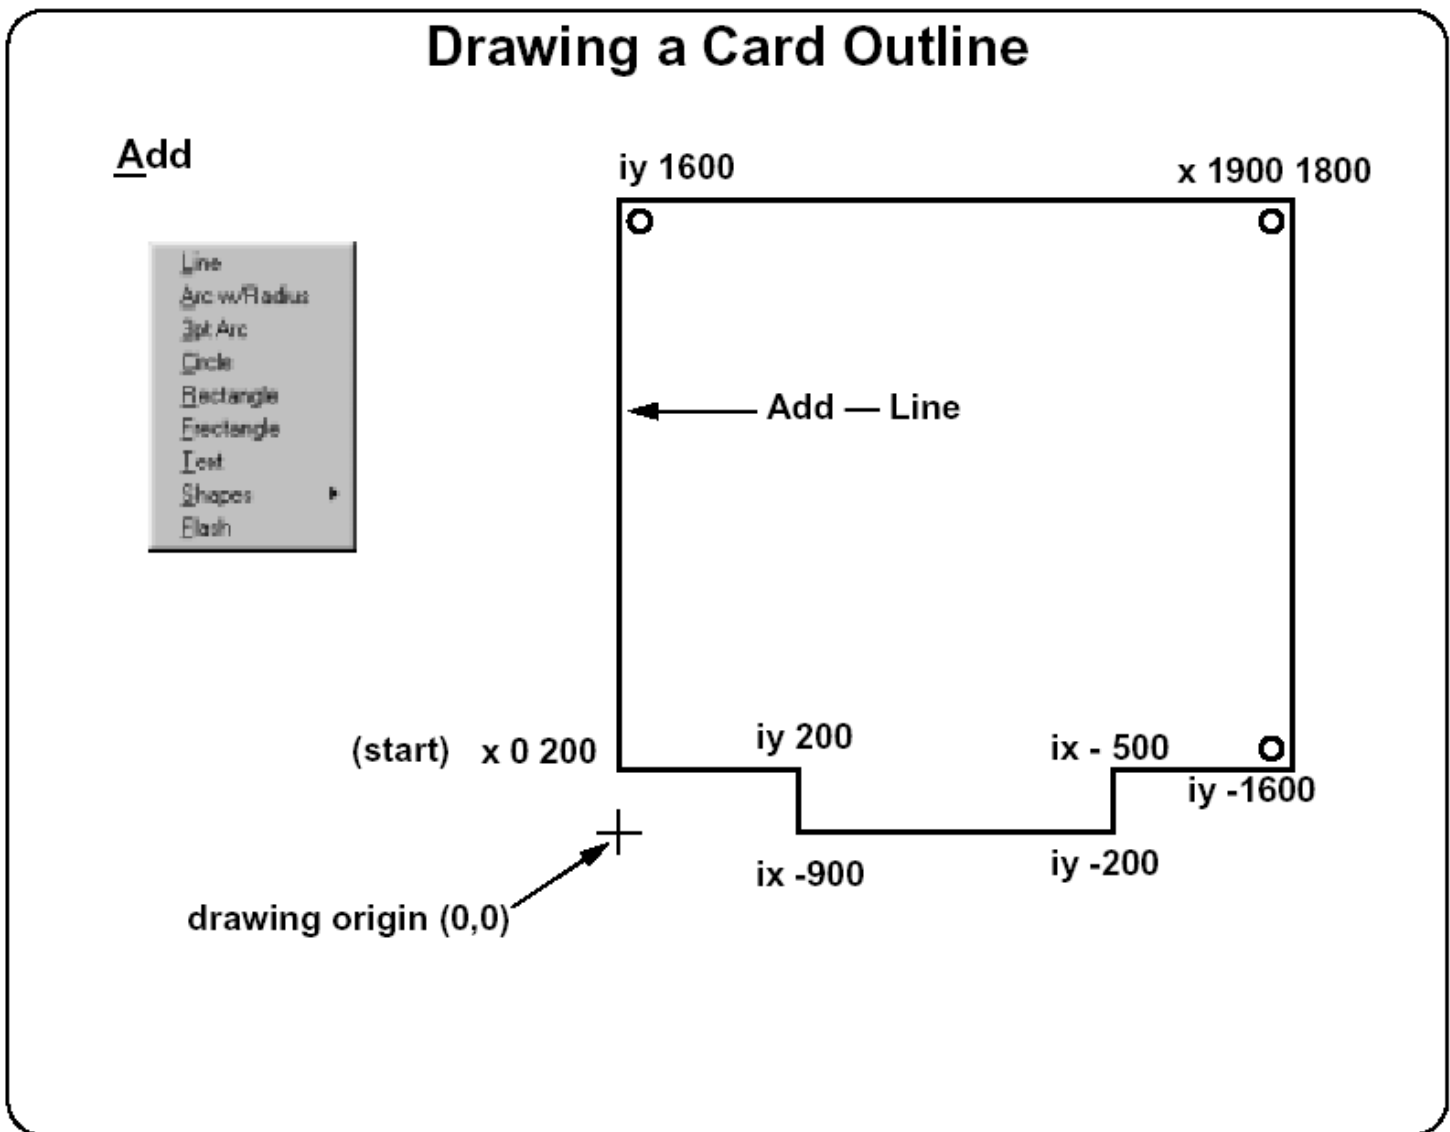 Drawing a Card Outline
Add
Line
Arc w/Radius
3pt Arc
Circle
Rectangle
Frectangle
Text
Shapes
Flash
iy 1600
x 1900 1800
Add — Line
(start) x 0 200
iy 200
ix - 500
iy -1600
ix -900
iy -200
drawing origin (0,0)